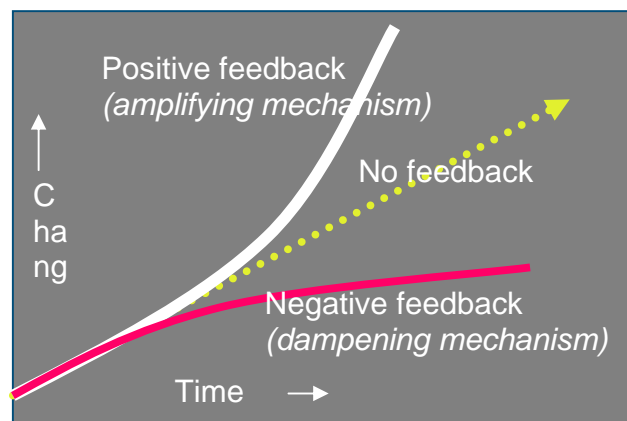 Positive feedback
(amplifying mechanism)
No feedback
C
ha
ng
Negative feedback
(dampening mechanism)
Time